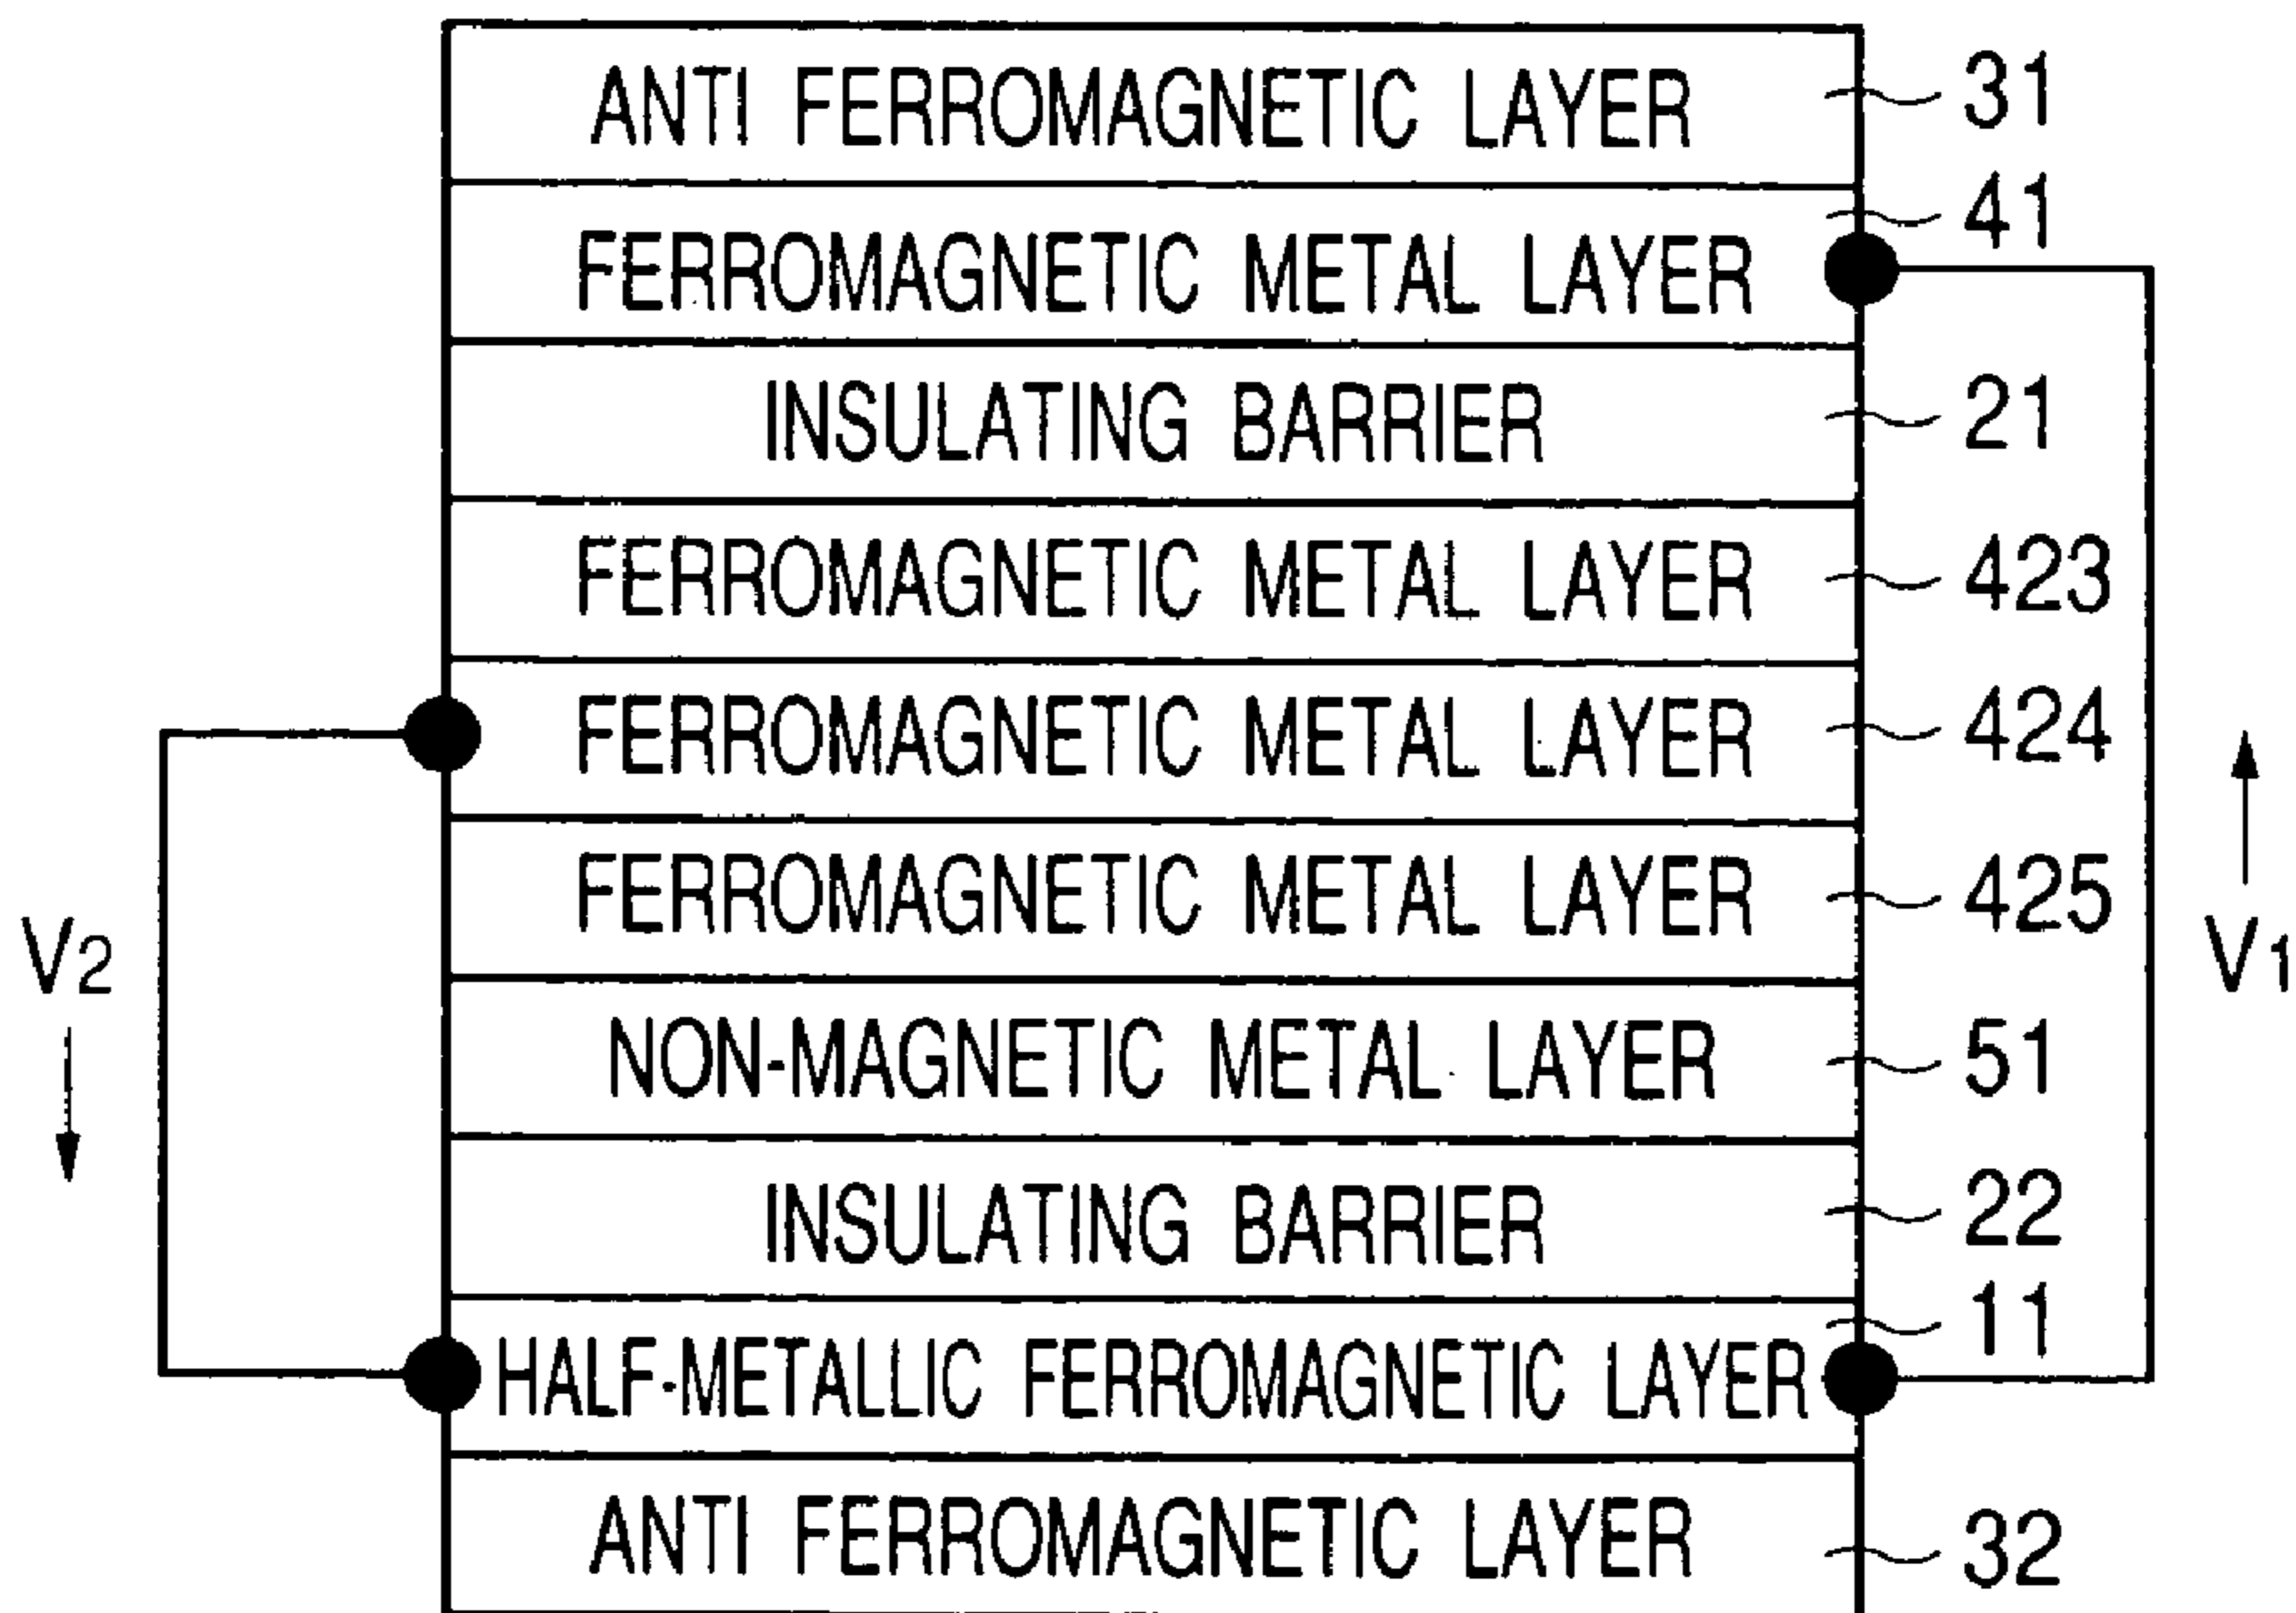 ANTI FERROMAGNETIC LAYER 31
41
FERROMAGNETIC METAL LAYER
INSULATING BARRIER 21
FERROMAGNETIC METAL LAYER 423
FERROMAGNETIC METAL LAYER 424
FERROMAGNETIC METAL LAYER 425
V2
V1
NON-MAGNETIC METAL LAYER 51
INSULATING BARRIER 22
11
HALF-METALLIC FERROMAGNETIC LAYER
ANTI FERROMAGNETIC LAYER 32